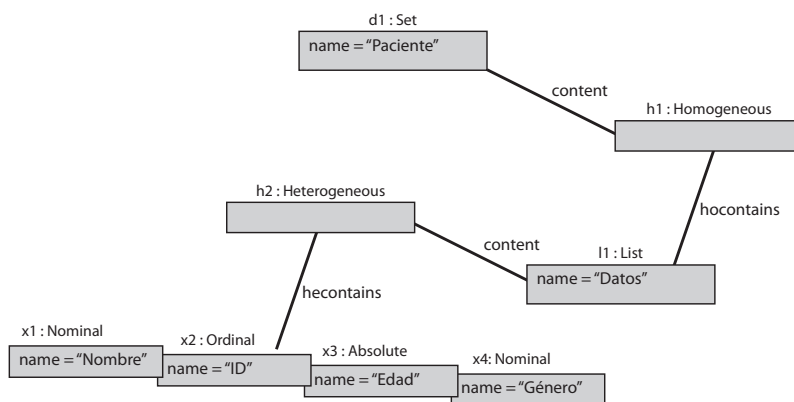 d1 : Set
name = “Paciente”
content
h1 : Homogeneous
h2 : Heterogeneous
hocontains
content
l1 : List
name = “Datos”
hecontains
x1 : Nominal
name = “Nombre”
x2 : Ordinal
name = “ID”
x3 : Absolute
name = “Edad”
x4: Nominal
name = “Género”